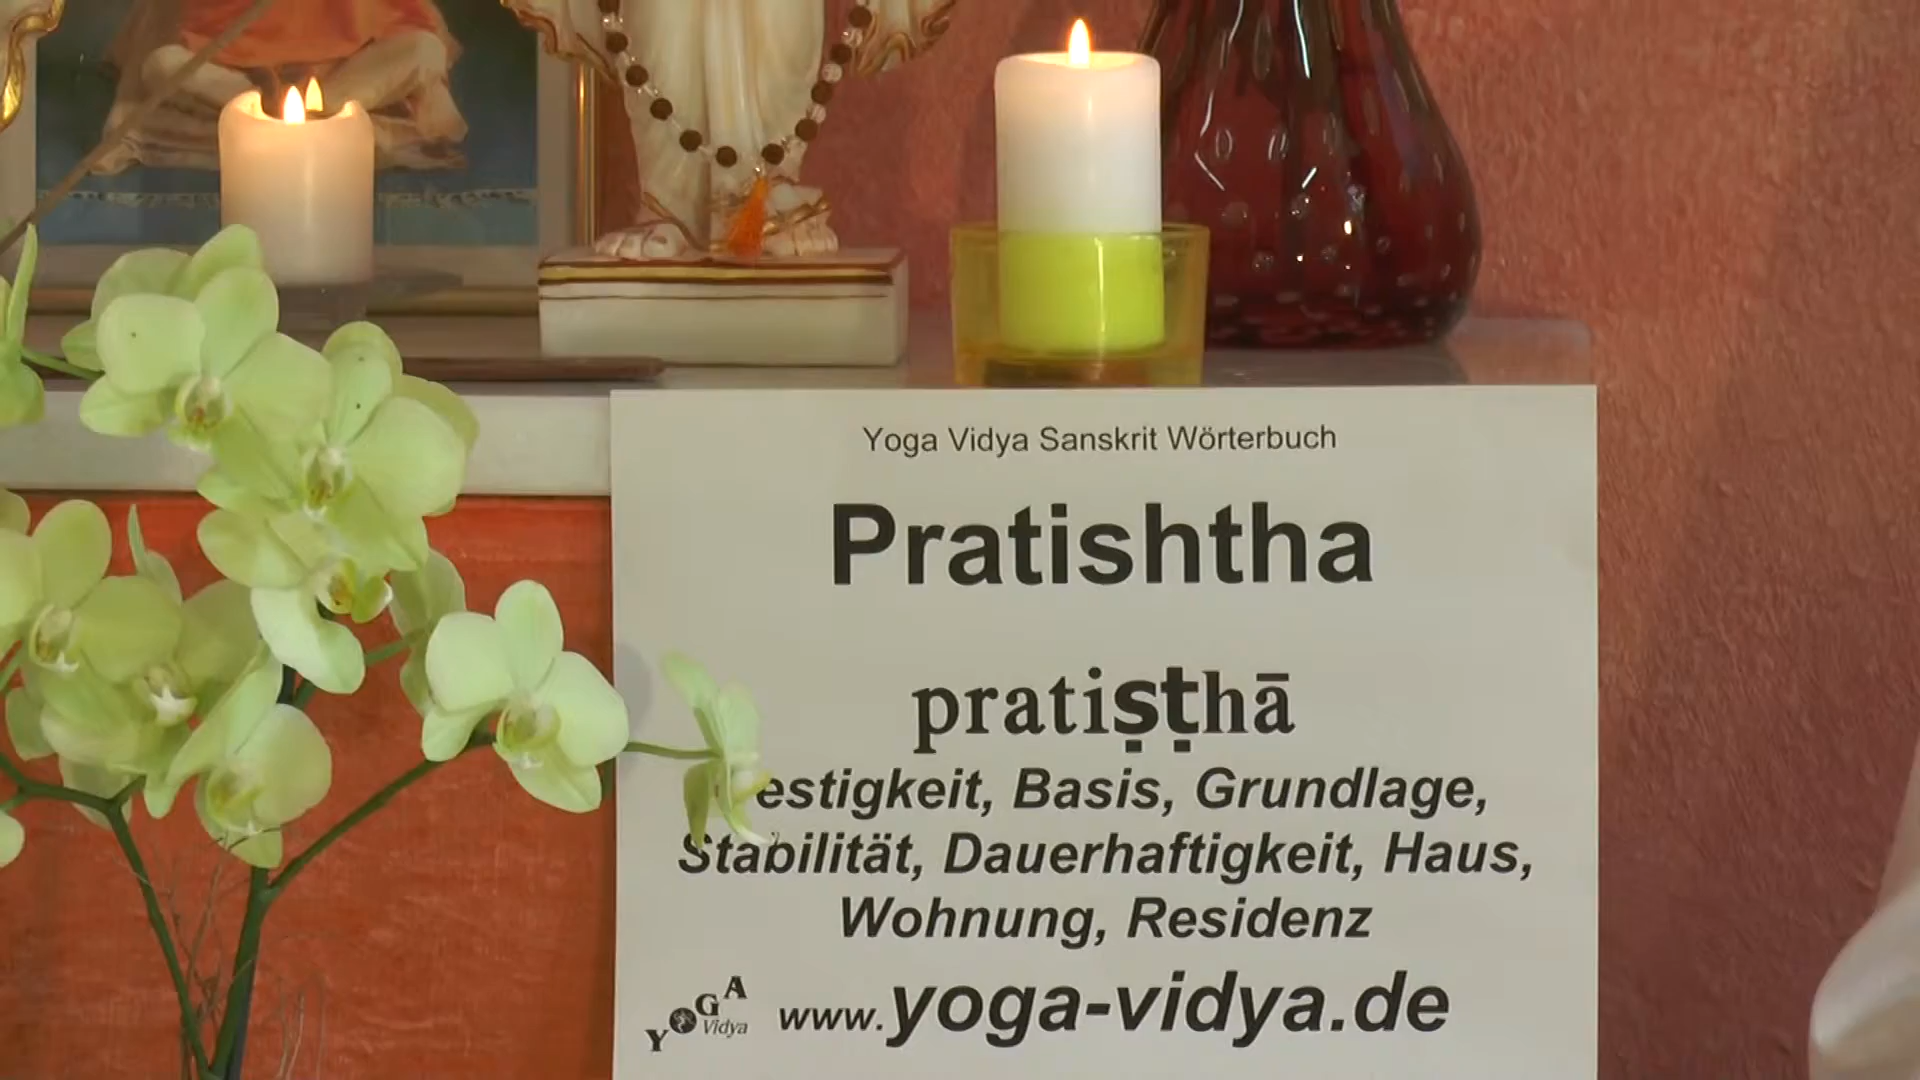 Yoga Vidya Sanskrit Wörterbuch
Pratishtha
pratiṣṭhā
estigkeit, Basis, Grundlage,
Stabilität, Dauerhaftigkeit, Haus,
Wohnung, Residenz
YOGA Vidya www.yoga-vidya.de